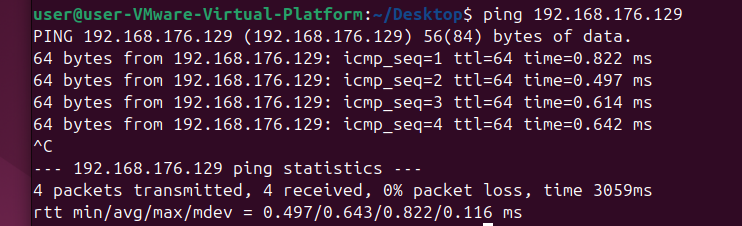 user@user-VMware-Virtual-Platform:~/Desktop$ ping 192.168.176.129
PING 192.168.176.129 (192.168.176.129) 56(84) bytes of data.
64 bytes from 192.168.176.129: icmp_seq=1 ttl=64 time=0.822 ms
64 bytes from 192.168.176.129: icmp_seq=2 ttl=64 time=0.497 ms
64 bytes from 192.168.176.129: icmp_seq=3 ttl=64 time=0.614 ms
64 bytes from 192.168.176.129: icmp_seq=4 ttl=64 time=0.642 ms
^C
--- 192.168.176.129 ping statistics ---
4 packets transmitted, 4 received, 0% packet loss, time 3059ms
rtt min/avg/max/mdev = 0.497/0.643/0.822/0.116 ms